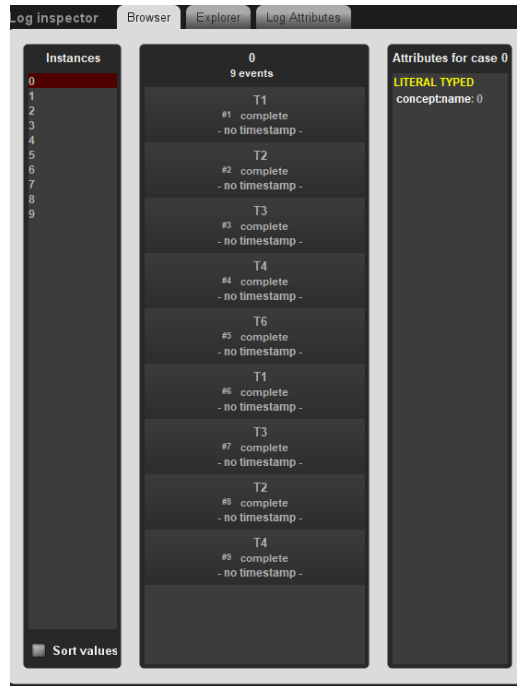 Log inspector
Browser
Explorer
Log Attributes
Instances
0
1
2
3
4
5
6
7
8
9
Sort values
0
9 events
T1
#1 complete
- no timestamp -
T2
#2 complete
- no timestamp -
T3
#3 complete
- no timestamp -
T4
#4 complete
- no timestamp -
T6
#5 complete
- no timestamp -
T1
#6 complete
- no timestamp -
T3
#7 complete
- no timestamp -
T2
#8 complete
- no timestamp -
T4
#9 complete
- no timestamp -
Attributes for case 0
LITERAL TYPED
concept:name: 0